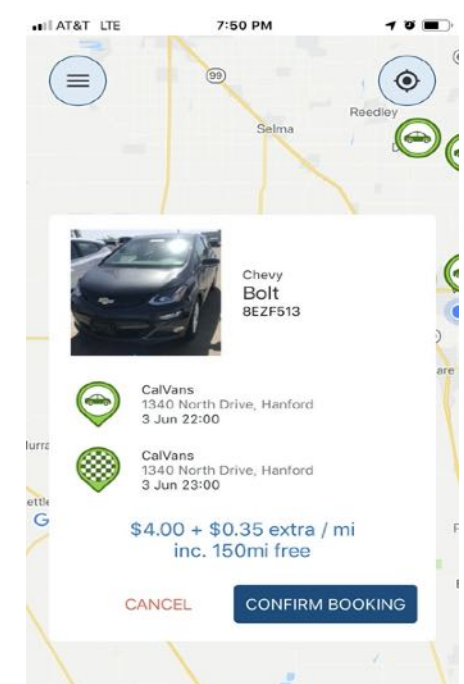 AT&T LTE 7:50 PM
99
Reedley
Selma
Chevy
Bolt
8EZF513
CalVans
1340 North Drive, Hanford
3 Jun 22:00
CalVans
1340 North Drive, Hanford
3 Jun 23:00
$4.00 + $0.35 extra / mi
inc. 150mi free
CANCEL CONFIRM BOOKING